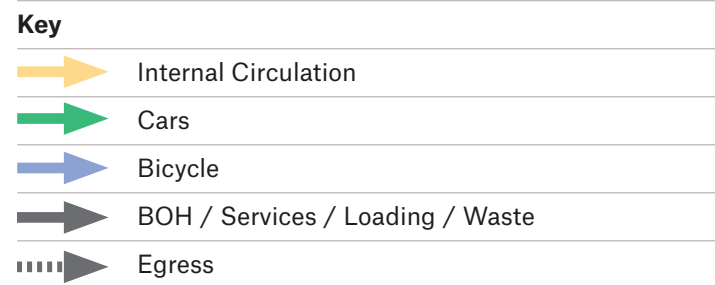 Key
Internal Circulation
Cars
Bicycle
BOH / Services / Loading / Waste
Egress